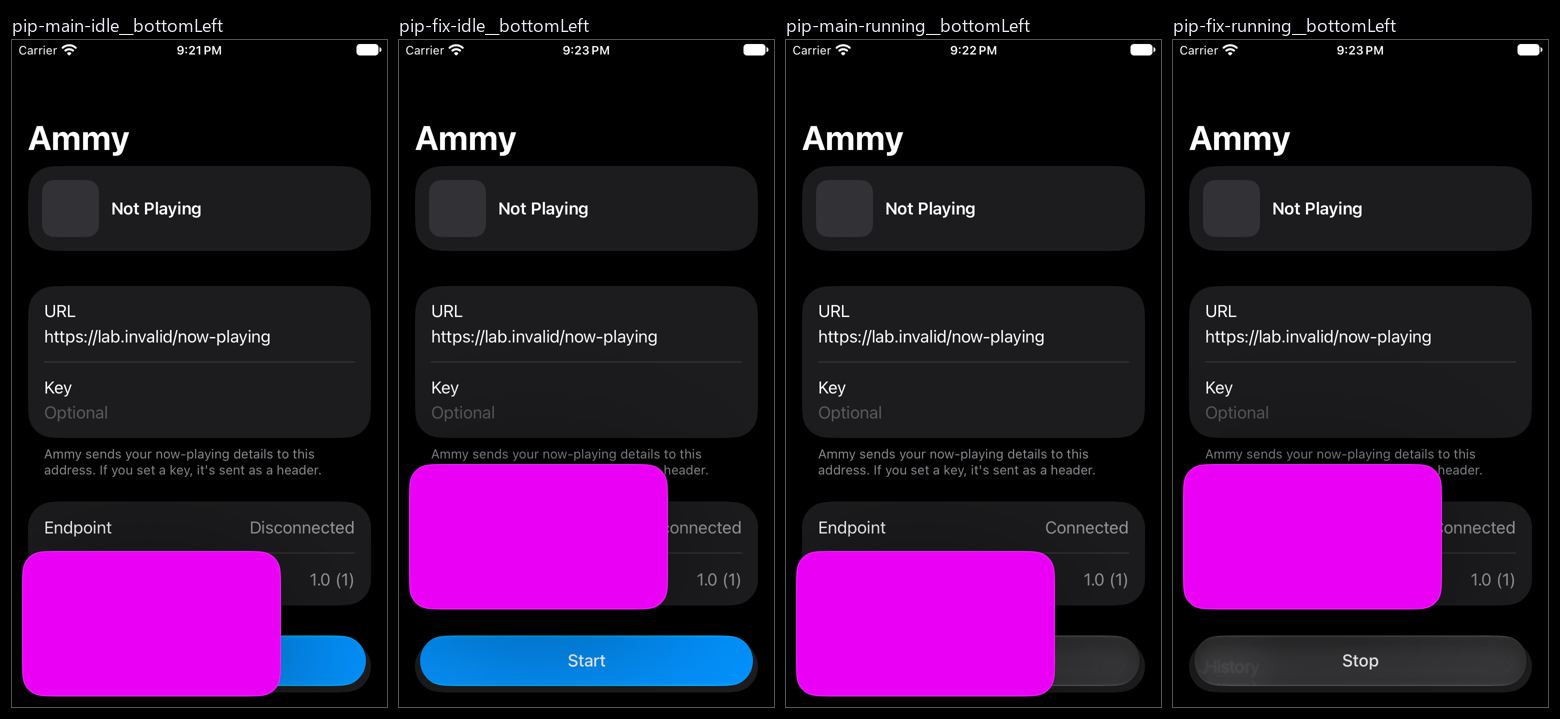 pip-main-idle__bottomLeft
Carrier 9:21 PM
Ammy
Not Playing
URL
https://lab.invalid/now-playing
Key
Optional
Ammy sends your now-playing details to this
address. If you set a key, it's sent as a header.
Endpoint Disconnected
1.0 (1)
pip-fix-idle__bottomLeft
Carrier 9:23 PM
Ammy
Not Playing
URL
https://lab.invalid/now-playing
Key
Optional
Ammy sends your now-playing details to this
header.
connected
1.0 (1)
Start
pip-main-running__bottomLeft
Carrier 9:22 PM
Ammy
Not Playing
URL
https://lab.invalid/now-playing
Key
Optional
Ammy sends your now-playing details to this
address. If you set a key, it's sent as a header.
Endpoint Connected
1.0 (1)
pip-fix-running__bottomLeft
Carrier 9:23 PM
Ammy
Not Playing
URL
https://lab.invalid/now-playing
Key
Optional
Ammy sends your now-playing details to this
header.
Connected
1.0 (1)
History
Stop